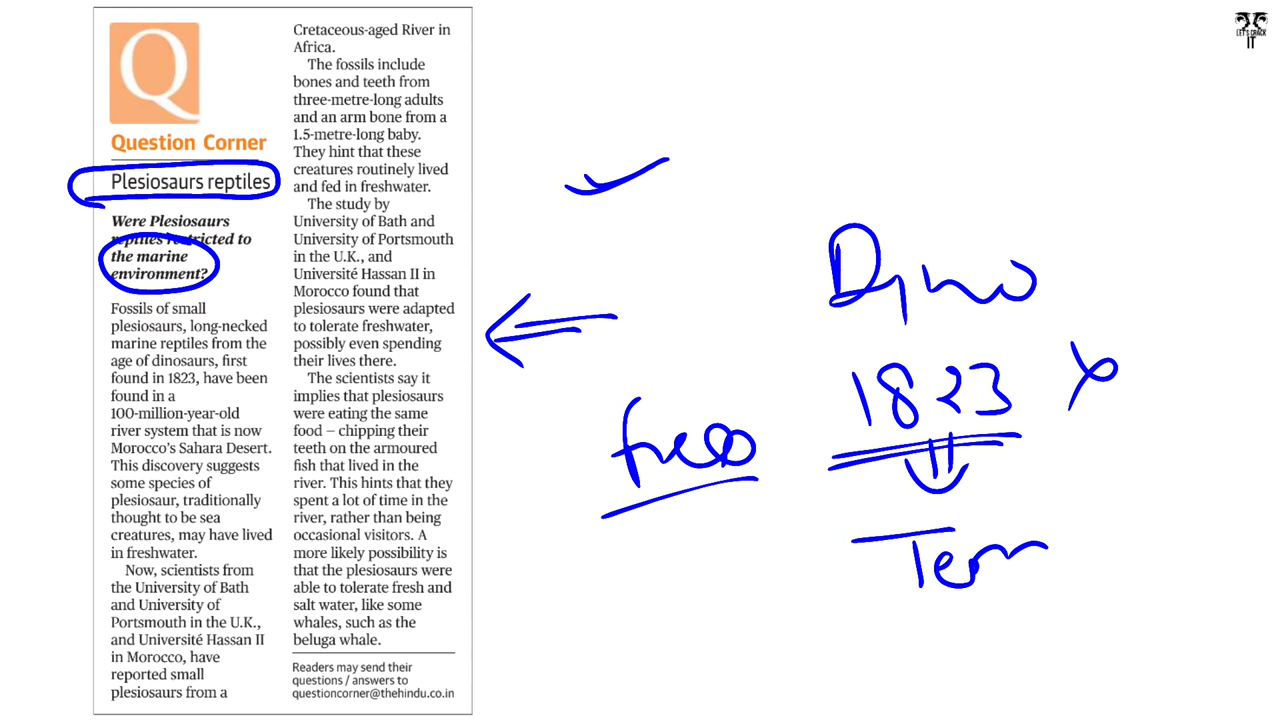 Q
Question Corner
Plesiosaurs reptiles
Were Plesiosaurs
reptiles restricted to
the marine
environment?
Fossils of small
plesiosaurs, long-necked
marine reptiles from the
age of dinosaurs, first
found in 1823, have been
found in a
100-million-year-old
river system that is now
Morocco's Sahara Desert.
This discovery suggests
some species of
plesiosaur, traditionally
thought to be sea
creatures, may have lived
in freshwater.
Now, scientists from
the University of Bath
and University of
Portsmouth in the U.K.,
and Université Hassan II
in Morocco, have
reported small
plesiosaurs from a
Cretaceous-aged River in
Africa.
The fossils include
bones and teeth from
three-metre-long adults
and an arm bone from a
1.5-metre-long baby.
They hint that these
creatures routinely lived
and fed in freshwater.
The study by
University of Bath and
University of Portsmouth
in the U.K., and
Université Hassan II in
Morocco found that
plesiosaurs were adapted
to tolerate freshwater,
possibly even spending
their lives there.
The scientists say it
implies that plesiosaurs
were eating the same
food — chipping their
teeth on the armoured
fish that lived in the
river. This hints that they
spent a lot of time in the
river, rather than being
occasional visitors. A
more likely possibility is
that the plesiosaurs were
able to tolerate fresh and
salt water, like some
whales, such as the
beluga whale.
Readers may send their
questions / answers to
questioncorner@thehindu.co.in
Dyno
1823
LET'S CRACK
IT